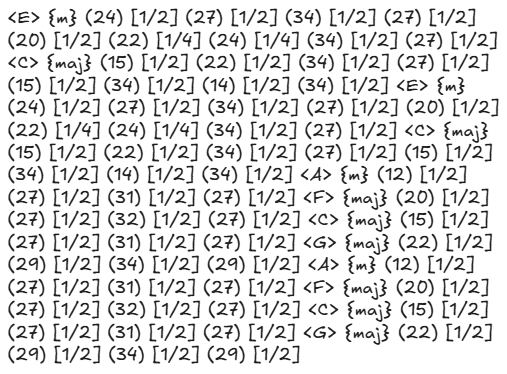 <E> {m} (24) [1/2] (27) [1/2] (34) [1/2] (27) [1/2]
(20) [1/2] (22) [1/4] (24) [1/4] (34) [1/2] (27) [1/2]
<C> {maj} (15) [1/2] (22) [1/2] (34) [1/2] (27) [1/2]
(15) [1/2] (34) [1/2] (14) [1/2] (34) [1/2] <E> {m}
(24) [1/2] (27) [1/2] (34) [1/2] (27) [1/2] (20) [1/2]
(22) [1/4] (24) [1/4] (34) [1/2] (27) [1/2] <C> {maj}
(15) [1/2] (22) [1/2] (34) [1/2] (27) [1/2] (15) [1/2]
(34) [1/2] (14) [1/2] (34) [1/2] <A> {m} (12) [1/2]
(27) [1/2] (31) [1/2] (27) [1/2] <F> {maj} (20) [1/2]
(27) [1/2] (32) [1/2] (27) [1/2] <C> {maj} (15) [1/2]
(27) [1/2] (31) [1/2] (27) [1/2] <G> {maj} (22) [1/2]
(29) [1/2] (34) [1/2] (29) [1/2] <A> {m} (12) [1/2]
(27) [1/2] (31) [1/2] (27) [1/2] <F> {maj} (20) [1/2]
(27) [1/2] (32) [1/2] (27) [1/2] <C> {maj} (15) [1/2]
(27) [1/2] (31) [1/2] (27) [1/2] <G> {maj} (22) [1/2]
(29) [1/2] (34) [1/2] (29) [1/2]